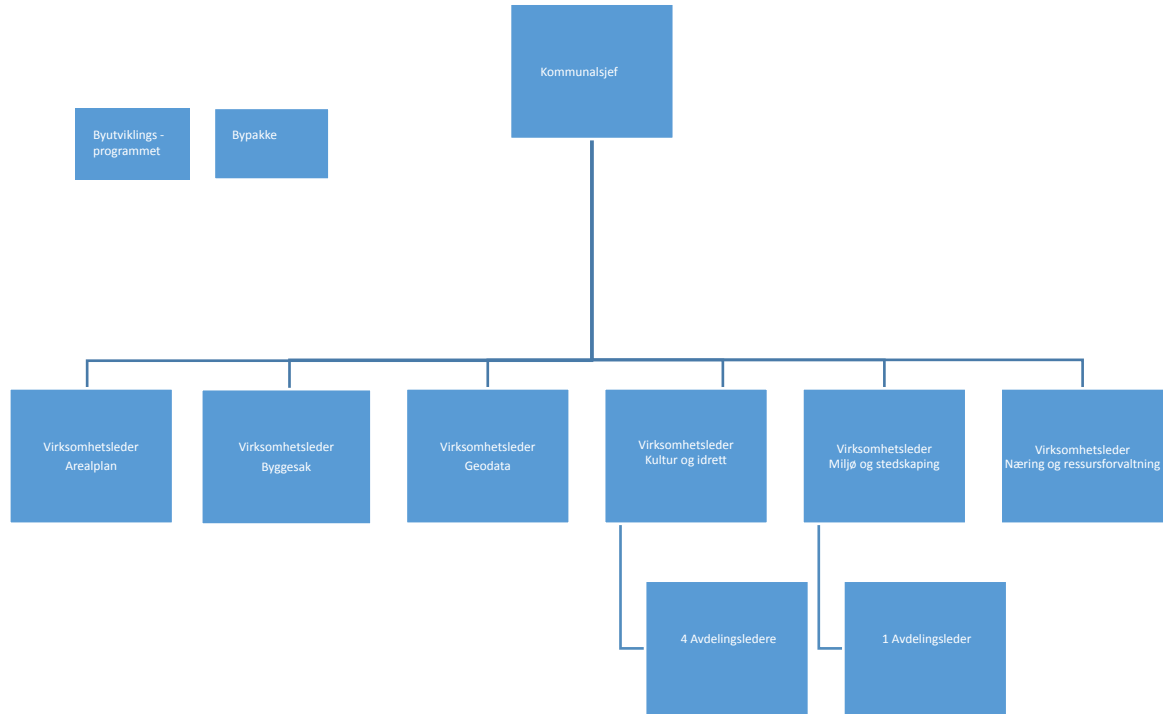 Kommunalsjef
Byutviklings -
programmet
Bypakke
Virksomhetsleder
Arealplan
Virksomhetsleder
Byggesak
Virksomhetsleder
Geodata
Virksomhetsleder
Kultur og idrett
Virksomhetsleder
Miljø og stedskaping
Virksomhetsleder
Næring og ressursforvaltning
4 Avdelingsledere
1 Avdelingsleder